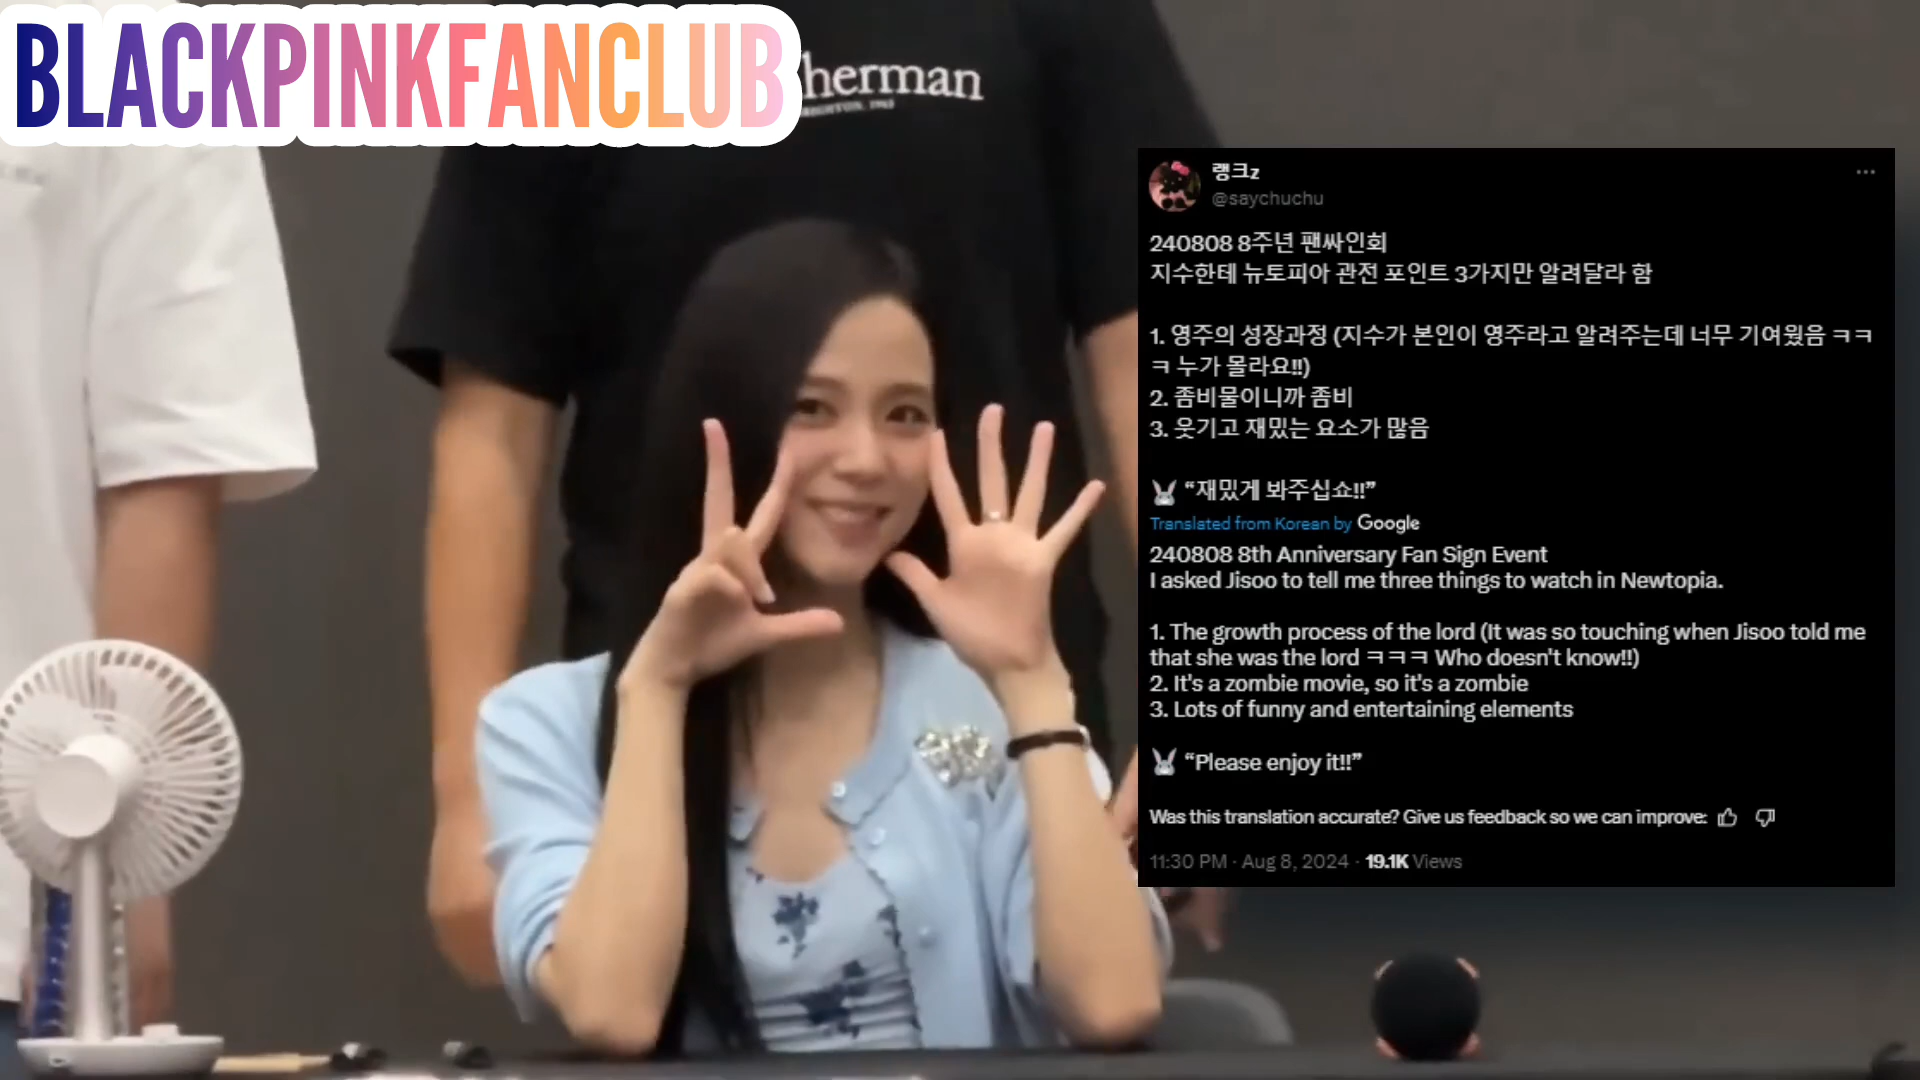 BLACKPINKFANCLUB
herman
BRIGHTON. 1963
랭크z
@saychuchu
240808 8주년 팬싸인회
지수한테 뉴토피아 관전 포인트 3가지만 알려달라 함
1. 영주의 성장과정 (지수가 본인이 영주라고 알려주는데 너무 기여웠음 ㅋㅋ
ㅋ 누가 몰라요!!)
2. 좀비물이니까 좀비
3. 웃기고 재밌는 요소가 많음
🐰 “재밌게 봐주십쇼!!”
Translated from Korean by Google
240808 8th Anniversary Fan Sign Event
I asked Jisoo to tell me three things to watch in Newtopia.
1. The growth process of the lord (It was so touching when Jisoo told me
that she was the lord ㅋㅋㅋ Who doesn't know!!)
2. It's a zombie movie, so it's a zombie
3. Lots of funny and entertaining elements
🐰 “Please enjoy it!!”
Was this translation accurate? Give us feedback so we can improve:
11:30 PM · Aug 8, 2024 · 19.1K Views